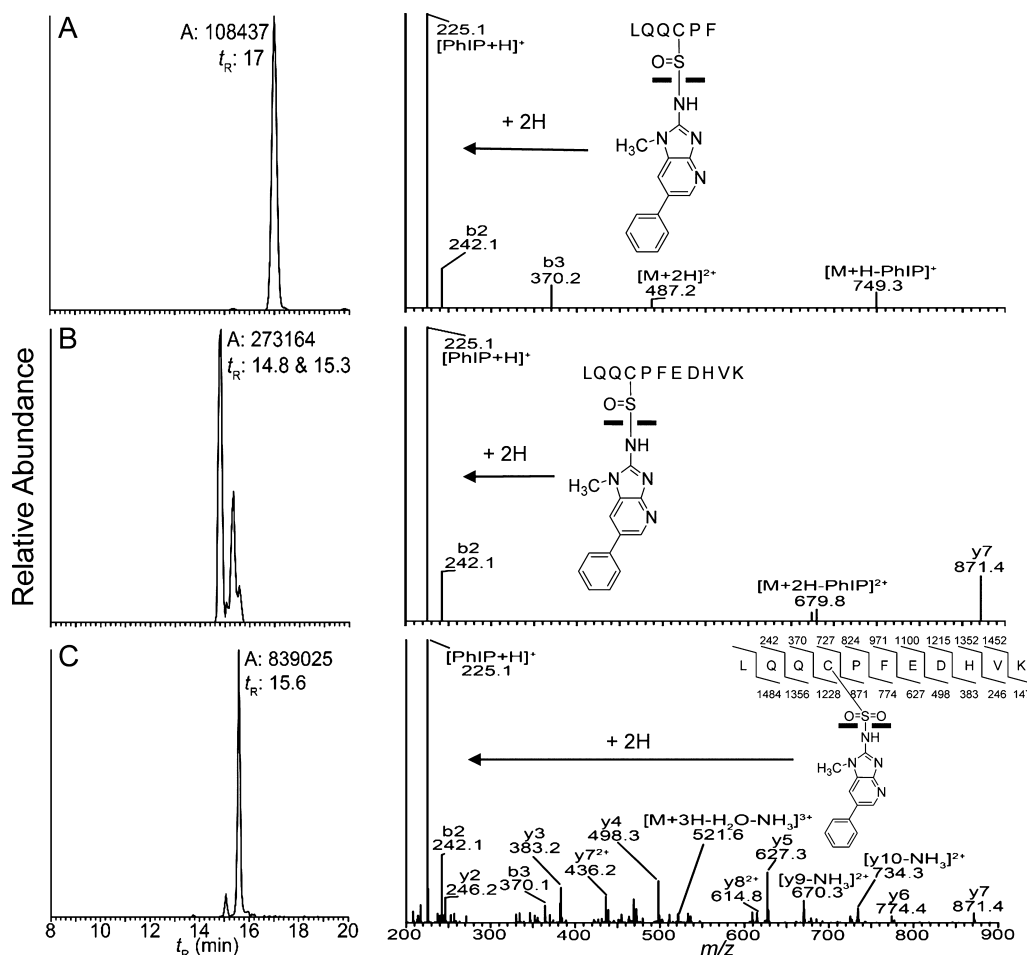 A
A: 108437
tR: 17
225.1
[PhIP+H]+
LQQCPF
O=S
NH
+ 2H
N
N
H3C
N
b2
242.1
b3
370.2
[M+2H]2+
487.2
[M+H-PhIP]+
749.3
B
A: 273164
tR: 14.8 & 15.3
225.1
[PhIP+H]+
LQQCPFEDHVK
O=S
NH
+ 2H
N
N
H3C
N
b2
242.1
[M+2H-PhIP]2+
679.8
y7
871.4
Relative Abundance
C
A: 839025
tR: 15.6
[PhIP+H]+
225.1
242 370 727 824 971 1100 1215 1352 1452
L Q Q C P F E D H V K
1484 1356 1228 871 774 627 498 383 246 147
O=S=O
NH
+ 2H
N
N
H3C
N
b2
242.1
y2
246.2
b3
370.1
y3
383.2
y7 2+
436.2
y4
498.3
[M+3H-H2O-NH3]3+
521.6
y8 2+
614.8
y5
627.3
[y9-NH3]2+
670.3
[y10-NH3]2+
734.3
y6
774.4
y7
871.4
8 10 12 14 16 18 20
tR (min)
200 300 400 500 600 700 800 900
m/z